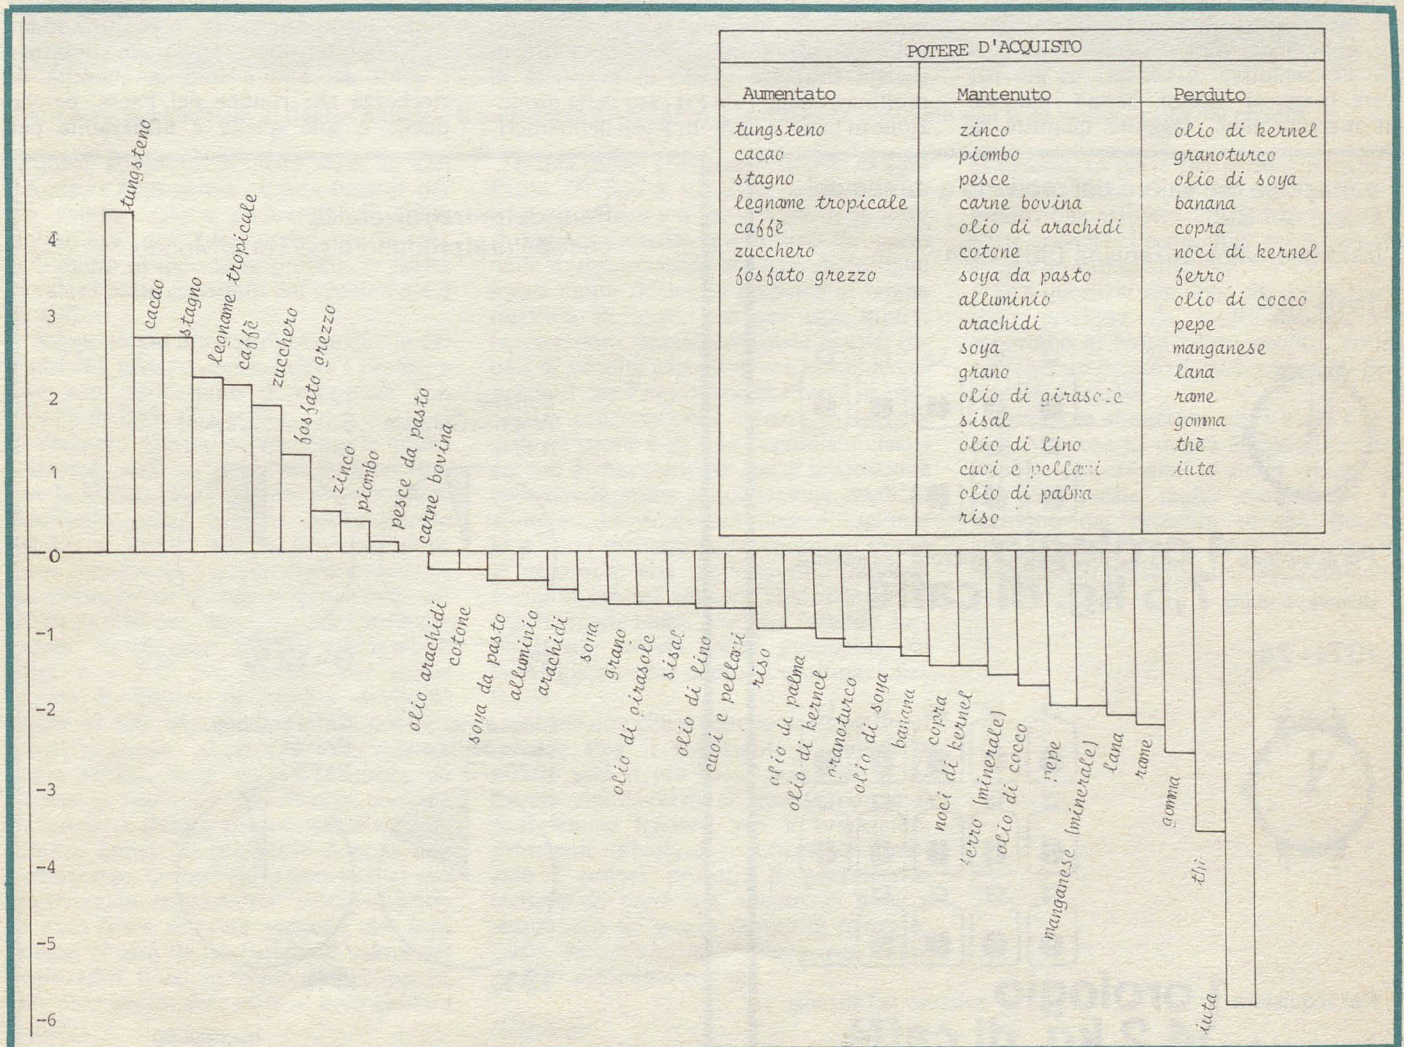 POTERE D'ACQUISTO
Aumentato
tungsteno
cacao
stagno
legname tropicale
caffè
zucchero
fosfato grezzo
Mantenuto
zinco
piombo
pesce
carne bovina
olio di arachidi
cotone
soya da pasto
alluminio
arachidi
soya
grano
olio di girasole
sisal
olio di lino
cuoi e pellami
olio di palma
riso
Perduto
olio di kernel
granoturco
olio di soya
banana
copra
noci di kernel
ferro
olio di cocco
pepe
manganese
lana
rame
gomma
thè
iuta
4
3
2
1
0
-1
-2
-3
-4
-5
-6
tungsteno
cacao
stagno
legname tropicale
caffè
zucchero
fosfato grezzo
zinco
piombo
pesce da pasto
carne bovina
olio arachidi
cotone
soya da pasto
alluminio
arachidi
soya
grano
olio di girasole
sisal
olio di lino
cuoi e pellami
riso
olio di palma
olio di kernel
granoturco
olio di soya
banana
copra
noci di kernel
ferro (minerale)
olio di cocco
pepe
manganese (minerale)
lana
rame
gomma
thè
iuta
orologio